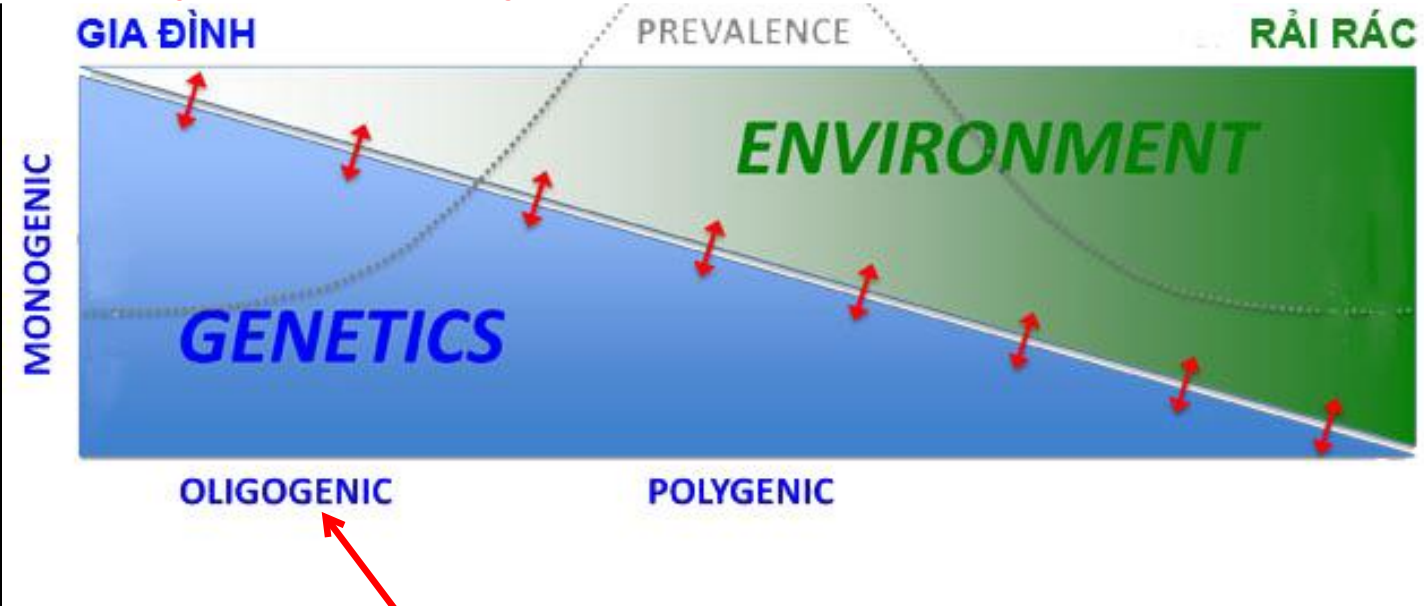 GIA ĐÌNH
PREVALENCE
RẢI RÁC
ENVIRONMENT
MONOGENIC
GENETICS
OLIGOGENIC
POLYGENIC